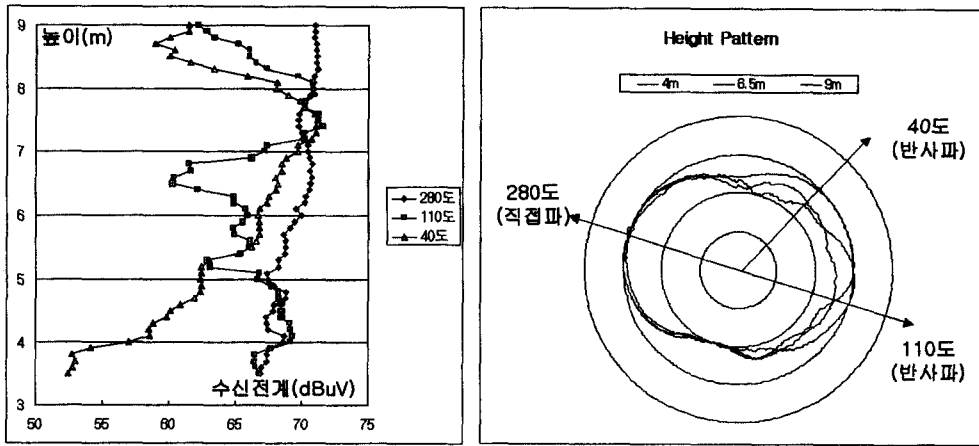 높이(m)
9
8
7
6
5
4
3
수신전계(dBuV)
50 55 60 65 70 75
280도
110도
40도
Height Pattern
4m 6.5m 9m
40도
(반사파)
280도
(직접파)
110도
(반사파)